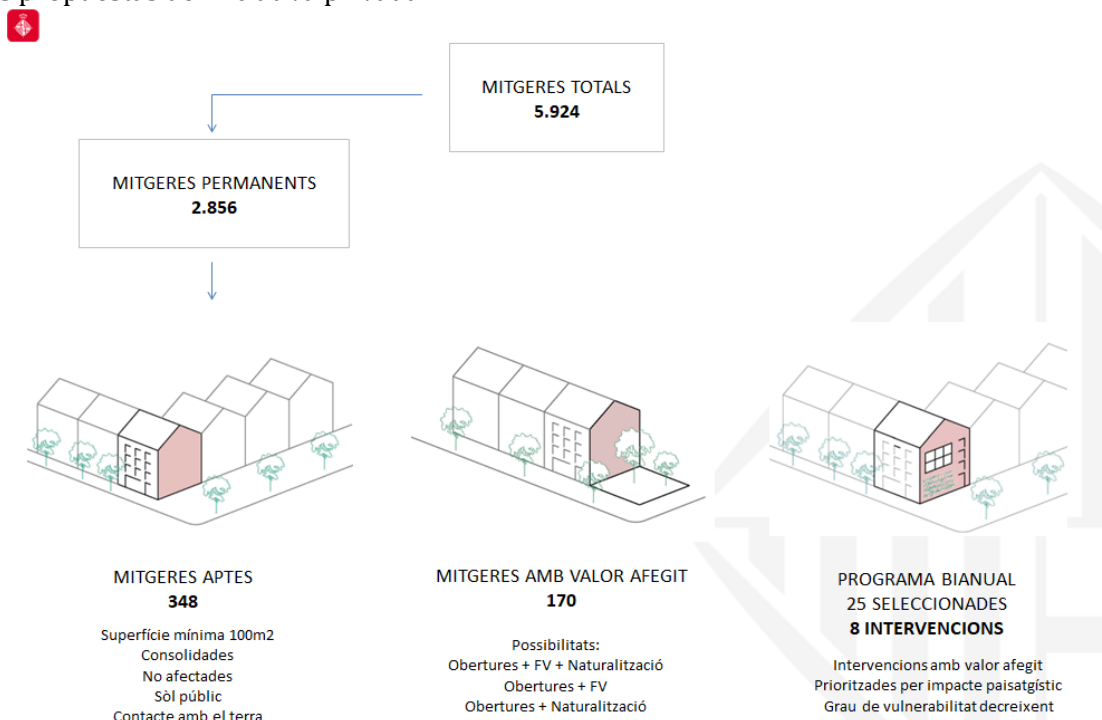 MITGERES TOTALS
5.924
MITGERES PERMANENTS
2.856
MITGERES APTES
348
Superfície mínima 100m2
Consolidades
No afectades
Sòl públic
Contacte amb el terra
MITGERES AMB VALOR AFEGIT
170
Possibilitats:
Obertures + FV + Naturalització
Obertures + FV
Obertures + Naturalització
PROGRAMA BIANUAL
25 SELECCIONADES
8 INTERVENCIONS
Intervencions amb valor afegit
Prioritzades per impacte paisatgístic
Grau de vulnerabilitat decreixent